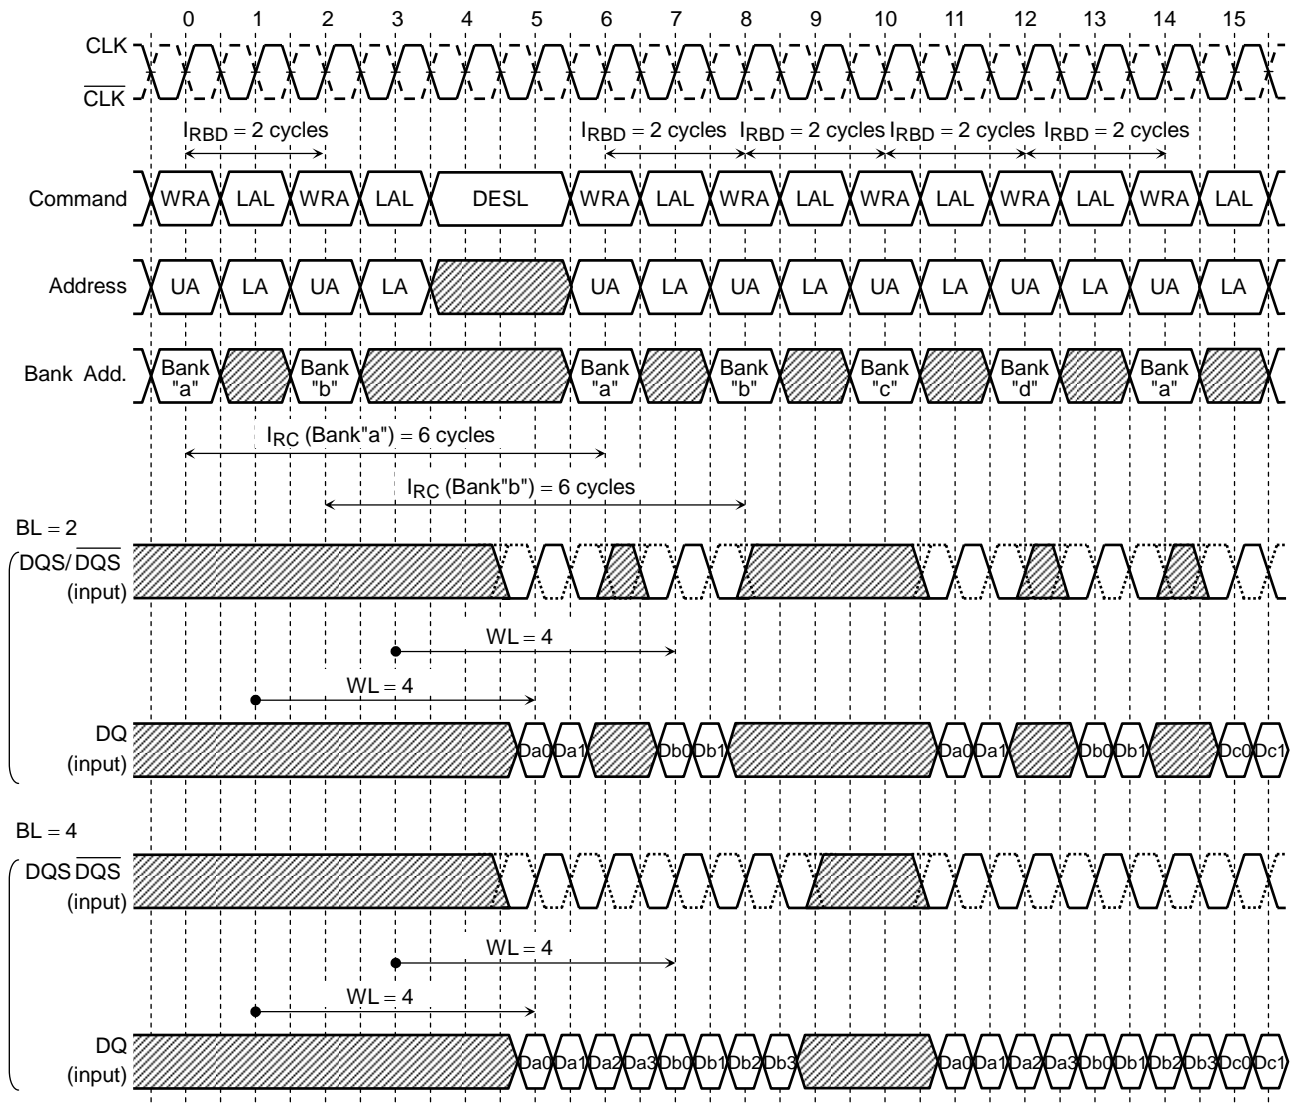 0 1 2 3 4 5 6 7 8 9 10 11 12 13 14 15
CLK
CLK
IRBD = 2 cycles IRBD = 2 cycles IRBD = 2 cycles IRBD = 2 cycles IRBD = 2 cycles
Command WRA LAL WRA LAL DESL WRA LAL WRA LAL WRA LAL WRA LAL WRA LAL
Address UA LA UA LA UA LA UA LA UA LA UA LA UA LA
Bank Add. Bank "a" Bank "b" Bank "a" Bank "b" Bank "c" Bank "d" Bank "a"
IRC (Bank"a") = 6 cycles
IRC (Bank"b") = 6 cycles
BL = 2
DQS/ DQS
(input)
WL = 4
WL = 4
DQ
(input)
Da0 Da1 Db0 Db1 Da0 Da1 Db0 Db1 Dc0 Dc1
BL = 4
DQS DQS
(input)
WL = 4
WL = 4
DQ
(input)
Da0 Da1 Da2 Da3 Db0 Db1 Db2 Db3 Da0 Da1 Da2 Da3 Db0 Db1 Db2 Db3 Dc0 Dc1